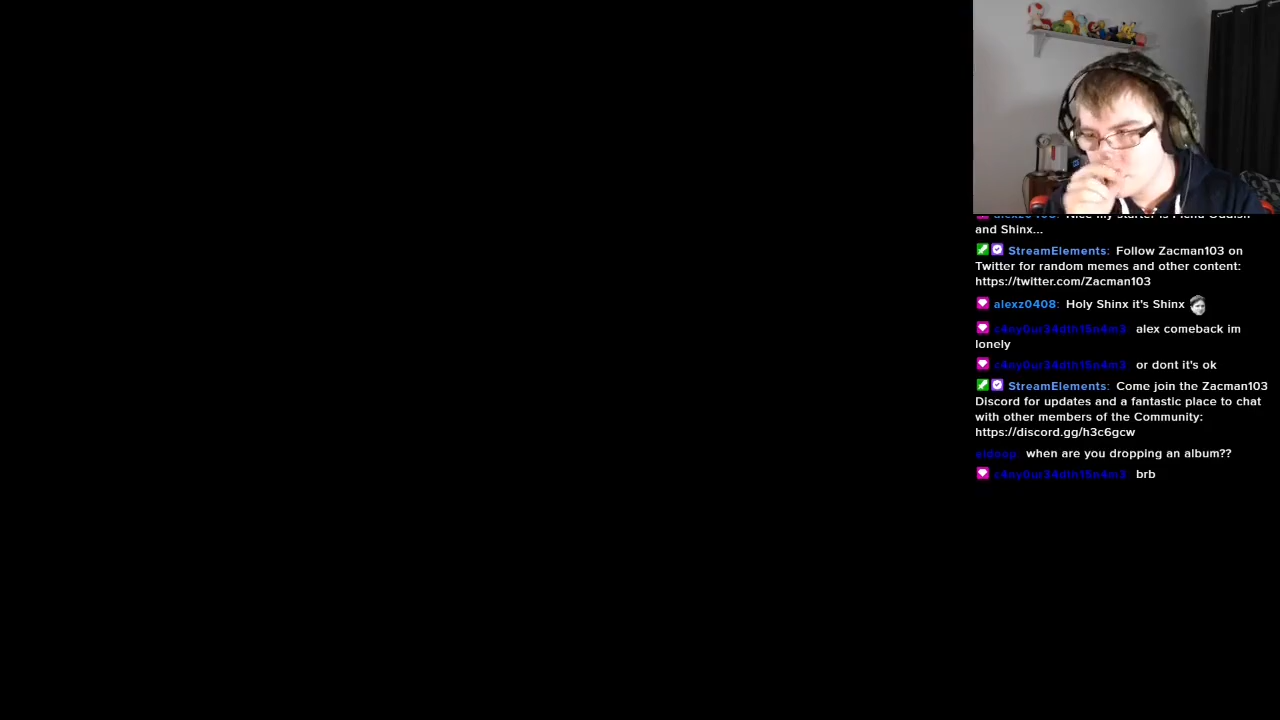 and Shinx...
StreamElements: Follow Zacman103 on
Twitter for random memes and other content:
https://twitter.com/Zacman103
alexz0408: Holy Shinx it's Shinx
c4ny0ur34dth15n4m3 alex comeback im
lonely
c4ny0ur34dth15n4m3 or dont it's ok
StreamElements: Come join the Zacman103
Discord for updates and a fantastic place to chat
with other members of the Community:
https://discord.gg/h3c6gcw
when are you dropping an album??
c4ny0ur34dth15n4m3 brb